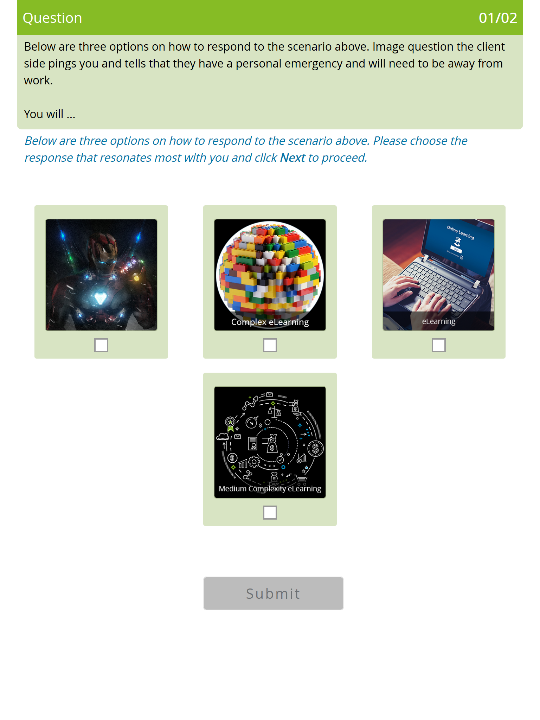 Question
01/02
Below are three options on how to respond to the scenario above. Image question the client
side pings you and tells that they have a personal emergency and will need to be away from
work.
You will ...
Below are three options on how to respond to the scenario above. Please choose the
response that resonates most with you and click Next to proceed.
Online Learning
Complex eLearning
eLearning
Medium Complexity eLearning
Submit